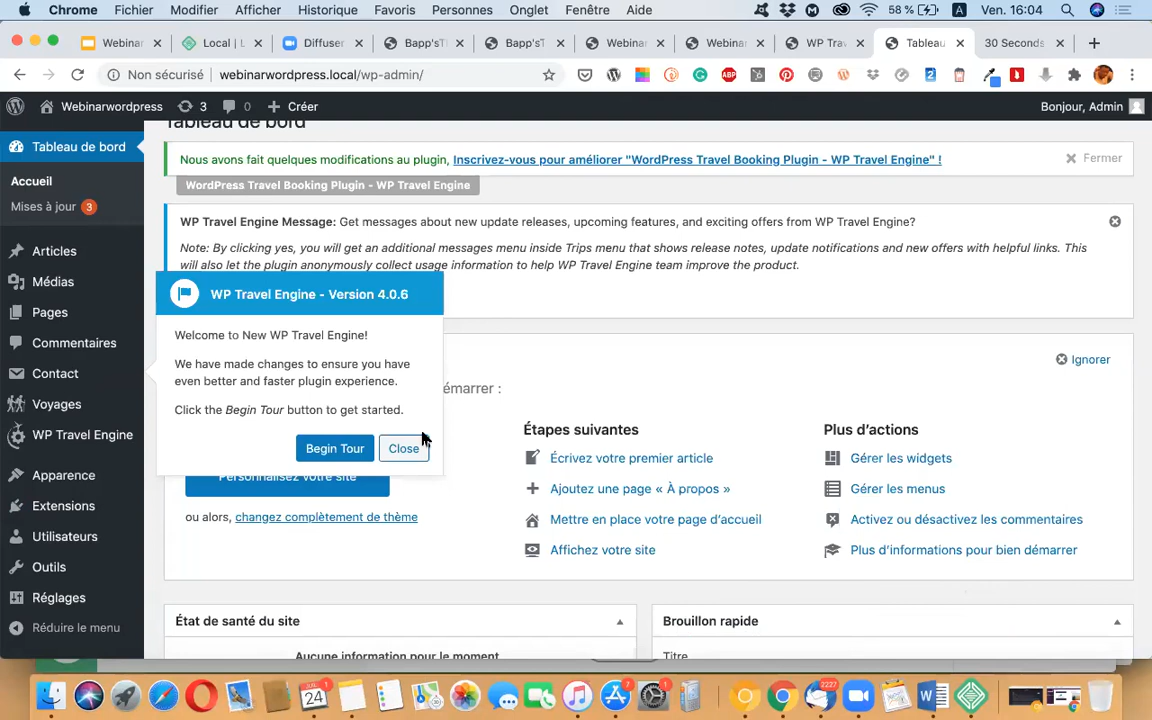 Chrome Fichier Modifier Afficher Historique Favoris Personnes Onglet Fenêtre Aide 58 % A Ven. 16:04
Webinar Local | L Diffuser Bapp'sT Bapp'sT Webinar Webinar WP Trav Tableau 30 Seconds
Non sécurisé webinarwordpress.local/wp-admin/
Webinarwordpress 3 0 Créer Bonjour, Admin
Tableau de bord
Tableau de bord
Nous avons fait quelques modifications au plugin, Inscrivez-vous pour améliorer "WordPress Travel Booking Plugin - WP Travel Engine" !
Fermer
WordPress Travel Booking Plugin - WP Travel Engine
Accueil
Mises à jour 3
WP Travel Engine Message: Get messages about new update releases, upcoming features, and exciting offers from WP Travel Engine?
Note: By clicking yes, you will get an additional messages menu inside Trips menu that shows release notes, update notifications and new offers with helpful links. This
will also let the plugin anonymously collect usage information to help WP Travel Engine team improve the product.
Articles
Médias
Pages
Commentaires
Contact
Voyages
WP Travel Engine
Apparence
Extensions
Utilisateurs
Outils
Réglages
Réduire le menu
WP Travel Engine - Version 4.0.6
Welcome to New WP Travel Engine!
We have made changes to ensure you have
even better and faster plugin experience.
Click the Begin Tour button to get started.
Begin Tour Close
Ignorer
émarrer :
Personnalisez votre site
ou alors, changez complètement de thème
Étapes suivantes
Écrivez votre premier article
Ajoutez une page « À propos »
Mettre en place votre page d'accueil
Affichez votre site
Plus d'actions
Gérer les widgets
Gérer les menus
Activez ou désactivez les commentaires
Plus d'informations pour bien démarrer
État de santé du site
Aucune information pour le moment
Brouillon rapide
Titre
24 1 7 1 2227